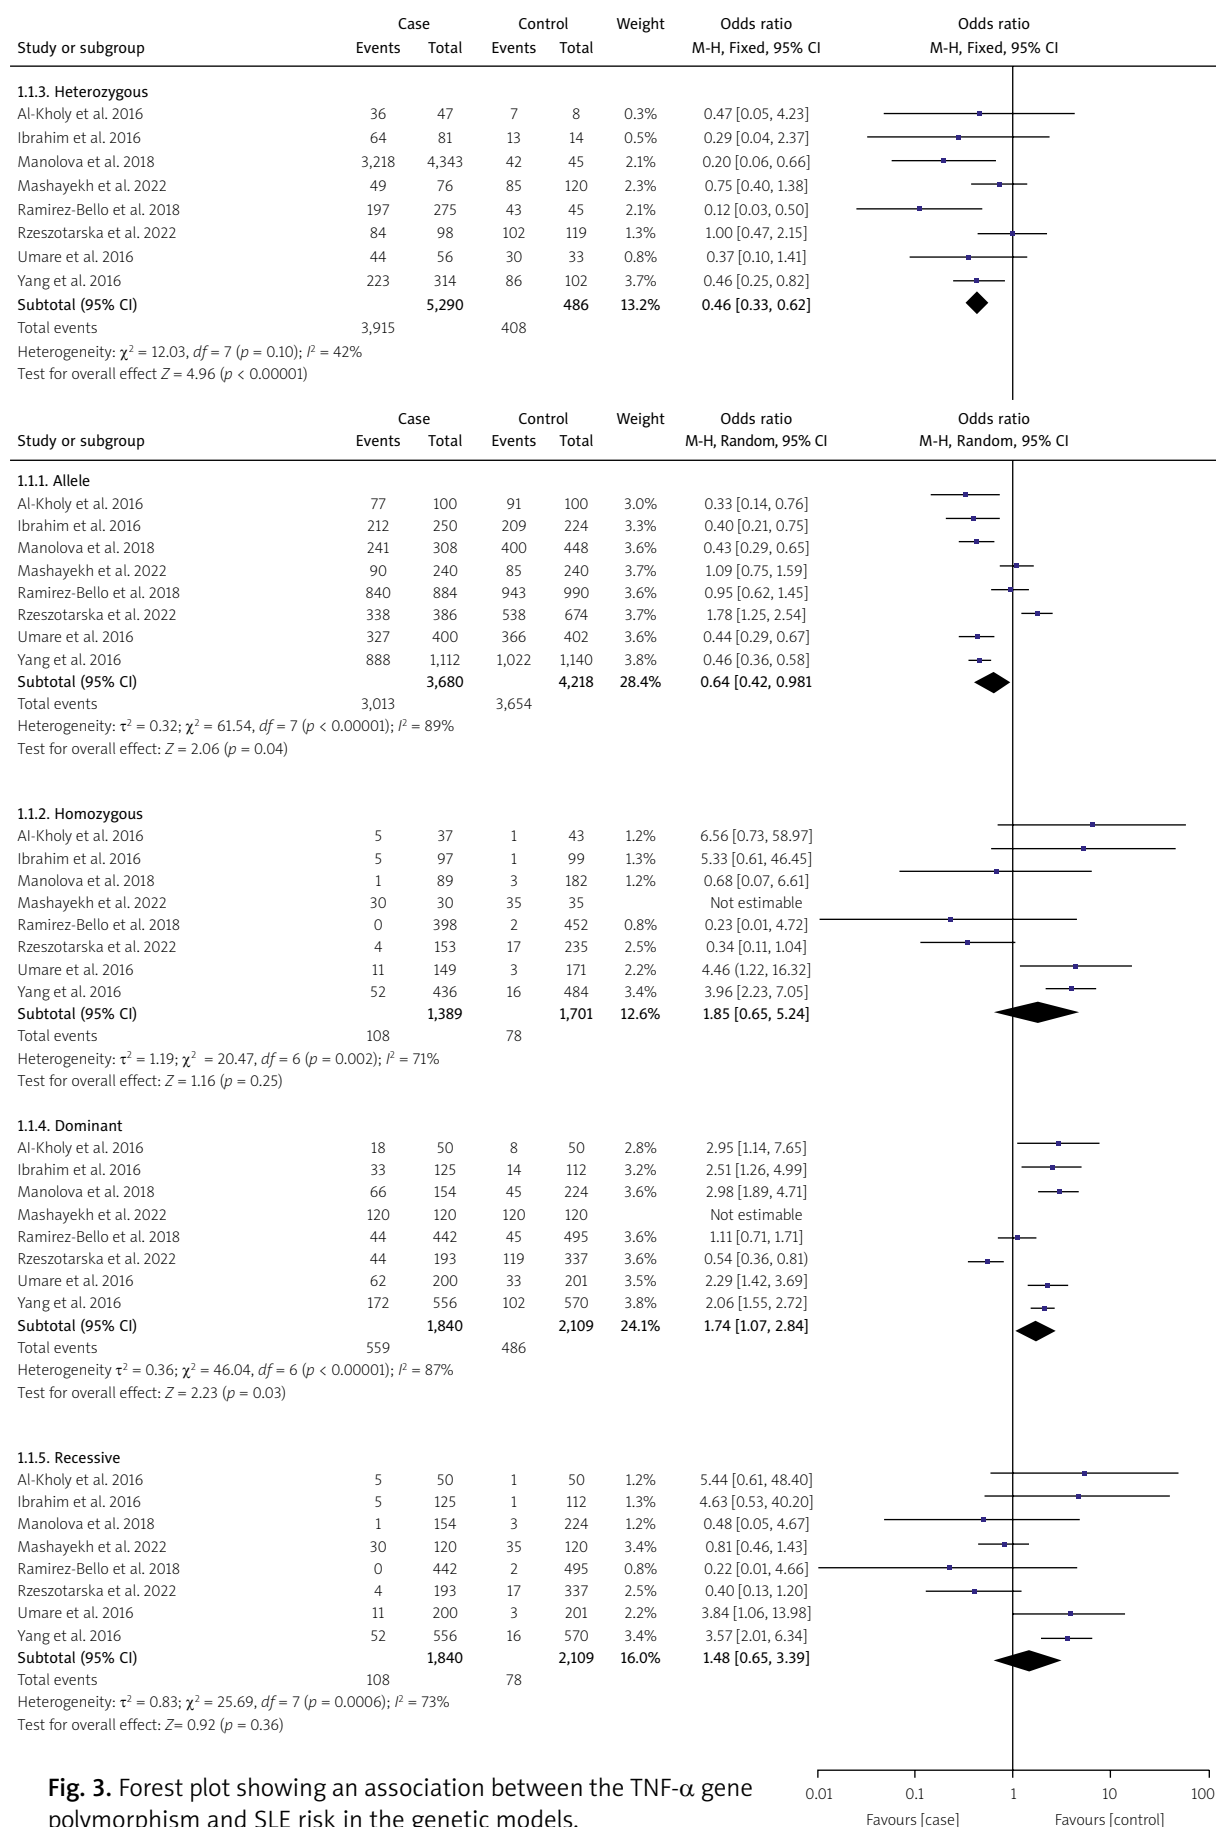 Case Control Weight Odds ratio Odds ratio
Study or subgroup Events Total Events Total M-H, Fixed, 95% CI M-H, Fixed, 95% CI
1.1.3. Heterozygous
Al-Kholy et al. 2016 36 47 7 8 0.3% 0.47 [0.05, 4.23]
Ibrahim et al. 2016 64 81 13 14 0.5% 0.29 [0.04, 2.37]
Manolova et al. 2018 3,218 4,343 42 45 2.1% 0.20 [0.06, 0.66]
Mashayekh et al. 2022 49 76 85 120 2.3% 0.75 [0.40, 1.38]
Ramirez-Bello et al. 2018 197 275 43 45 2.1% 0.12 [0.03, 0.50]
Rzeszotarska et al. 2022 84 98 102 119 1.3% 1.00 [0.47, 2.15]
Umare et al. 2016 44 56 30 33 0.8% 0.37 [0.10, 1.41]
Yang et al. 2016 223 314 86 102 3.7% 0.46 [0.25, 0.82]
Subtotal (95% CI) 5,290 486 13.2% 0.46 [0.33, 0.62]
Total events 3,915 408
Heterogeneity: χ² = 12.03, df = 7 (p = 0.10); I² = 42%
Test for overall effect Z = 4.96 (p < 0.00001)
Case Control Weight Odds ratio Odds ratio
Study or subgroup Events Total Events Total M-H, Random, 95% CI M-H, Random, 95% CI
1.1.1. Allele
Al-Kholy et al. 2016 77 100 91 100 3.0% 0.33 [0.14, 0.76]
Ibrahim et al. 2016 212 250 209 224 3.3% 0.40 [0.21, 0.75]
Manolova et al. 2018 241 308 400 448 3.6% 0.43 [0.29, 0.65]
Mashayekh et al. 2022 90 240 85 240 3.7% 1.09 [0.75, 1.59]
Ramirez-Bello et al. 2018 840 884 943 990 3.6% 0.95 [0.62, 1.45]
Rzeszotarska et al. 2022 338 386 538 674 3.7% 1.78 [1.25, 2.54]
Umare et al. 2016 327 400 366 402 3.6% 0.44 [0.29, 0.67]
Yang et al. 2016 888 1,112 1,022 1,140 3.8% 0.46 [0.36, 0.58]
Subtotal (95% CI) 3,680 4,218 28.4% 0.64 [0.42, 0.981
Total events 3,013 3,654
Heterogeneity: τ² = 0.32; χ² = 61.54, df = 7 (p < 0.00001); I² = 89%
Test for overall effect: Z = 2.06 (p = 0.04)
1.1.2. Homozygous
Al-Kholy et al. 2016 5 37 1 43 1.2% 6.56 [0.73, 58.97]
Ibrahim et al. 2016 5 97 1 99 1.3% 5.33 [0.61, 46.45]
Manolova et al. 2018 1 89 3 182 1.2% 0.68 [0.07, 6.61]
Mashayekh et al. 2022 30 30 35 35 Not estimable
Ramirez-Bello et al. 2018 0 398 2 452 0.8% 0.23 [0.01, 4.72]
Rzeszotarska et al. 2022 4 153 17 235 2.5% 0.34 [0.11, 1.04]
Umare et al. 2016 11 149 3 171 2.2% 4.46 (1.22, 16.32]
Yang et al. 2016 52 436 16 484 3.4% 3.96 [2.23, 7.05]
Subtotal (95% CI) 1,389 1,701 12.6% 1.85 [0.65, 5.24]
Total events 108 78
Heterogeneity: τ² = 1.19; χ² = 20.47, df = 6 (p = 0.002); I² = 71%
Test for overall effect: Z = 1.16 (p = 0.25)
1.1.4. Dominant
Al-Kholy et al. 2016 18 50 8 50 2.8% 2.95 [1.14, 7.65]
Ibrahim et al. 2016 33 125 14 112 3.2% 2.51 [1.26, 4.99]
Manolova et al. 2018 66 154 45 224 3.6% 2.98 [1.89, 4.71]
Mashayekh et al. 2022 120 120 120 120 Not estimable
Ramirez-Bello et al. 2018 44 442 45 495 3.6% 1.11 [0.71, 1.71]
Rzeszotarska et al. 2022 44 193 119 337 3.6% 0.54 [0.36, 0.81)
Umare et al. 2016 62 200 33 201 3.5% 2.29 [1.42, 3.69]
Yang et al. 2016 172 556 102 570 3.8% 2.06 [1.55, 2.72]
Subtotal (95% CI) 1,840 2,109 24.1% 1.74 [1.07, 2.84]
Total events 559 486
Heterogeneity τ² = 0.36; χ² = 46.04, df = 6 (p < 0.00001); I² = 87%
Test for overall effect: Z = 2.23 (p = 0.03)
1.1.5. Recessive
Al-Kholy et al. 2016 5 50 1 50 1.2% 5.44 [0.61, 48.40]
Ibrahim et al. 2016 5 125 1 112 1.3% 4.63 [0.53, 40.20]
Manolova et al. 2018 1 154 3 224 1.2% 0.48 [0.05, 4.67]
Mashayekh et al. 2022 30 120 35 120 3.4% 0.81 [0.46, 1.43]
Ramirez-Bello et al. 2018 0 442 2 495 0.8% 0.22 [0.01, 4.66]
Rzeszotarska et al. 2022 4 193 17 337 2.5% 0.40 [0.13, 1.20]
Umare et al. 2016 11 200 3 201 2.2% 3.84 [1.06, 13.98]
Yang et al. 2016 52 556 16 570 3.4% 3.57 [2.01, 6.34]
Subtotal (95% CI) 1,840 2,109 16.0% 1.48 [0.65, 3.39]
Total events 108 78
Heterogeneity: τ² = 0.83; χ² = 25.69, df = 7 (p = 0.0006); I² = 73%
Test for overall effect: Z= 0.92 (p = 0.36)
0.01 0.1 1 10 100
Favours [case] Favours [control]
Fig. 3. Forest plot showing an association between the TNF-α gene
polymorphism and SLE risk in the genetic models.